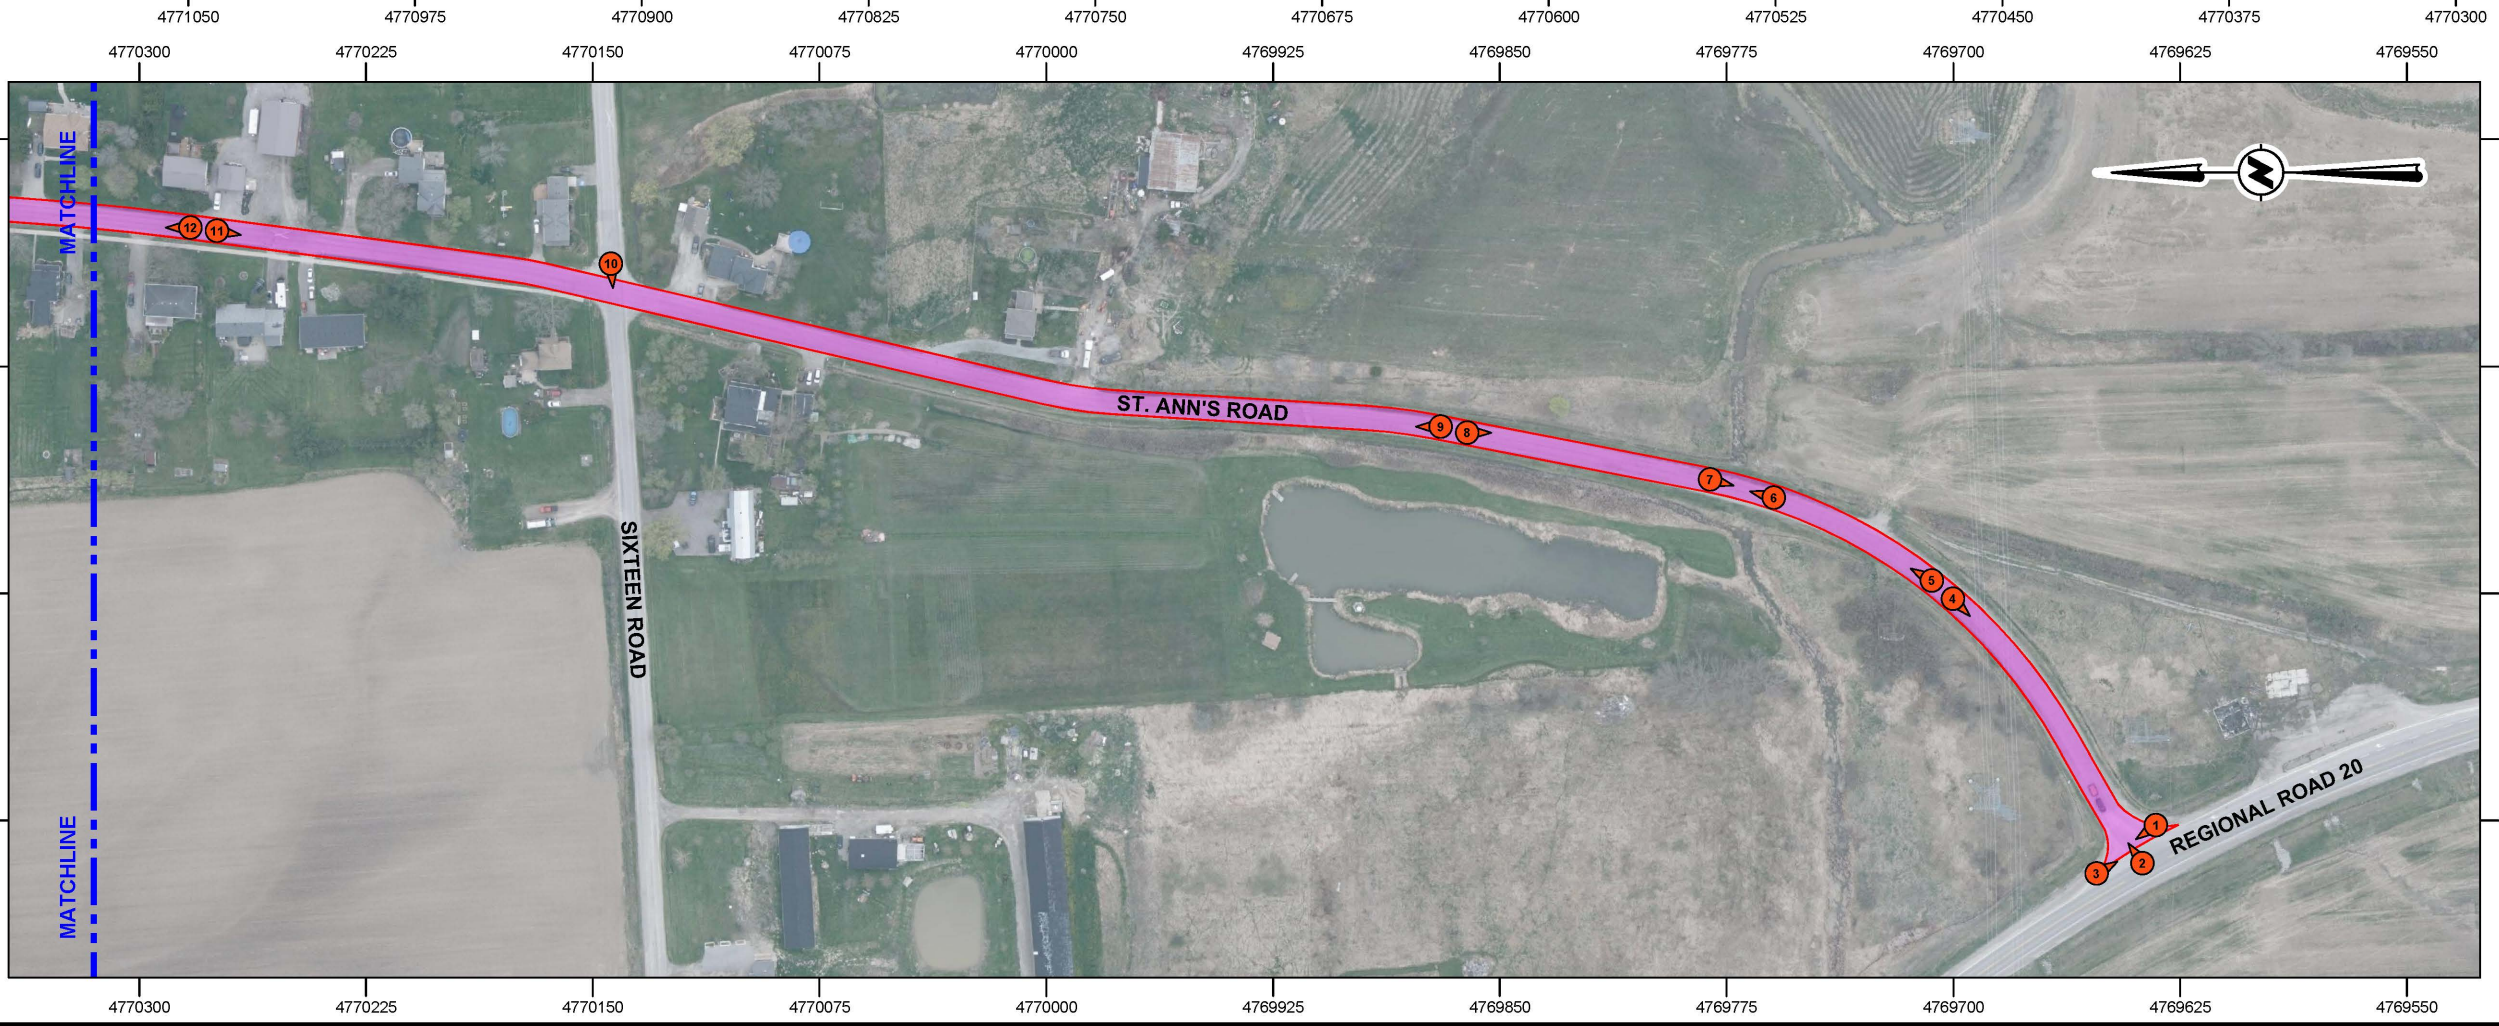 4771050 4770975 4770900 4770825 4770750 4770675 4770600 4770525 4770450 4770375 4770300
4770300 4770225 4770150 4770075 4770000 4769925 4769850 4769775 4769700 4769625 4769550
MATCHLINE
N
12 11
10
ST. ANN'S ROAD
9 8
7 6
5 4
SIXTEEN ROAD
MATCHLINE
REGIONAL ROAD 20
1
2
3
4770300 4770225 4770150 4770075 4770000 4769925 4769850 4769775 4769700 4769625 4769550